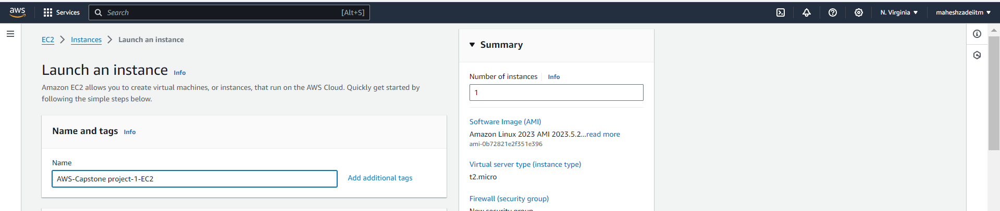 aws
Services
Search
[Alt+S]
N. Virginia
maheshzadeiitm
EC2 > Instances > Launch an instance
Launch an instance Info
Amazon EC2 allows you to create virtual machines, or instances, that run on the AWS Cloud. Quickly get started by
following the simple steps below.
Name and tags Info
Name
AWS-Capstone project-1-EC2
Add additional tags
Summary
Number of instances Info
1
Software Image (AMI)
Amazon Linux 2023 AMI 2023.5.2...read more
ami-0b72821e2f351e396
Virtual server type (instance type)
t2.micro
Firewall (security group)
New security group